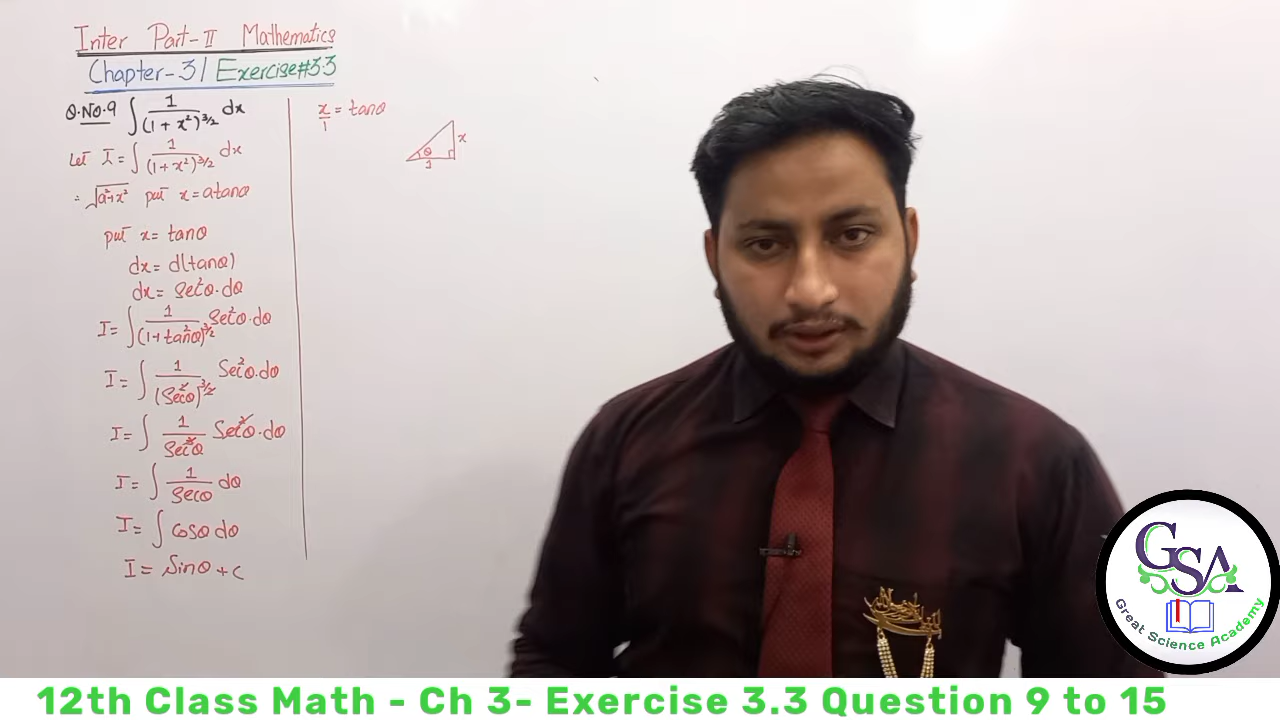 Inter Part-II Mathematics
Chapter-3/ Exercise#3.3
Q.NO.9 ∫ 1/(1+x²)^3/2 dx
Let I = ∫ 1/(1+x²)^3/2 dx
∵ √a²+x² put x = a tanθ
put x = tanθ
dx = d(tanθ)
dx = Sec²θ.dθ
I = ∫ 1/(1+tan²θ)^3/2 Sec²θ.dθ
I = ∫ 1/(Sec²θ)^3/2 Sec²θ.dθ
I = ∫ 1/Sec³θ Sec²θ.dθ
I = ∫ 1/Secθ dθ
I = ∫ Cosθ dθ
I = Sinθ + C
x/1 = tanθ
x
θ
1
GSA
Great Science Academy
12th Class Math - Ch 3- Exercise 3.3 Question 9 to 15